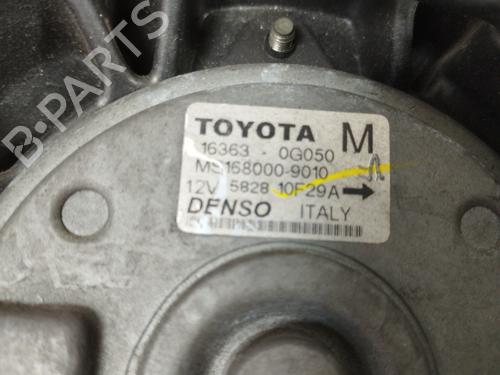 B-PARTS
TOYOTA M
16363 - 0G050
MS168000-9010
12V 5828 10F29A
DENSO ITALY